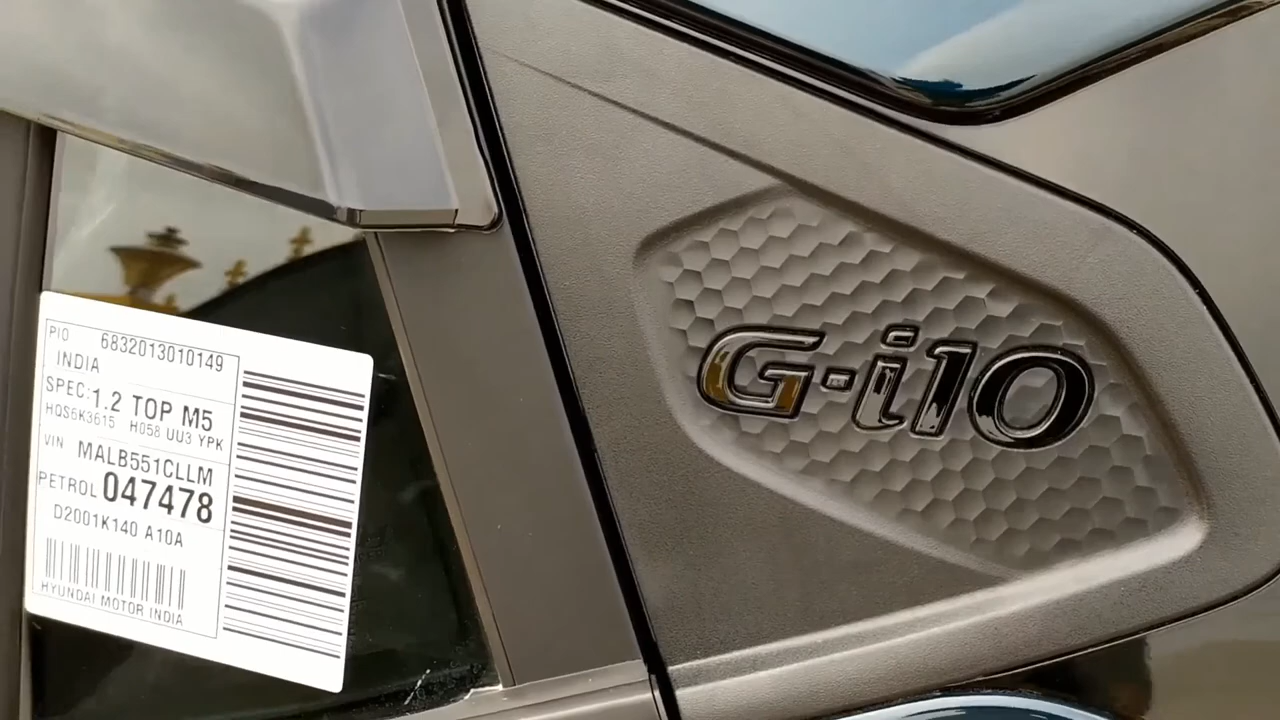 PIO 6832013010149
INDIA
SPEC:1.2 TOP M5
HQS6K3615 H058 UU3 YPK
VIN MALB551CLLM
PETROL 047478
D2001K140 A10A
HYUNDAI MOTOR INDIA
G-i10